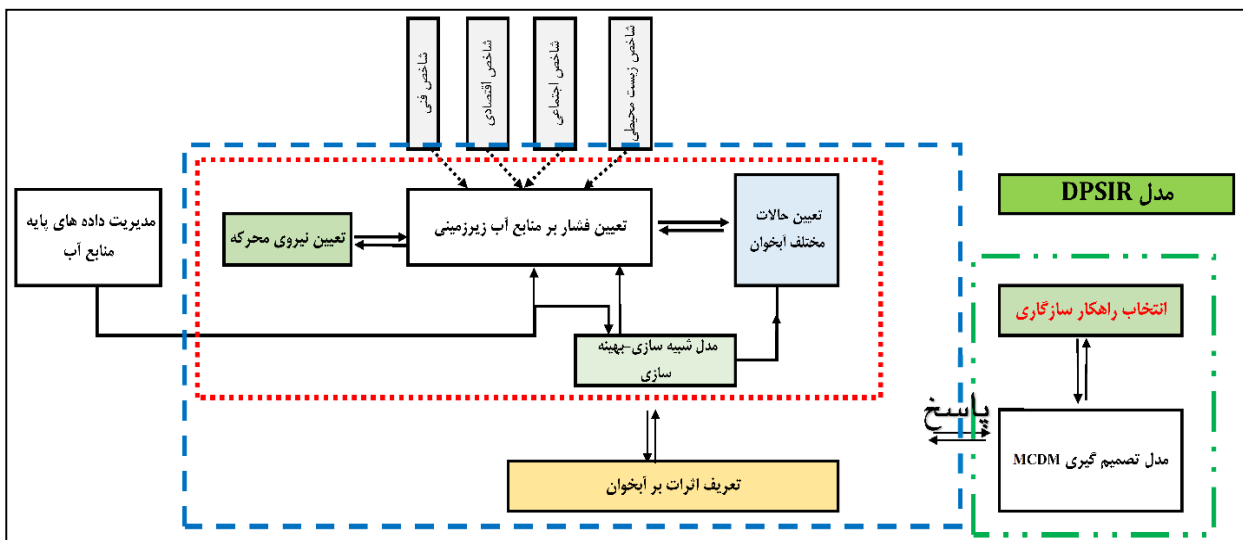 شاخص فنی
شاخص اقتصادی
شاخص اجتماعی
شاخص زیست محیطی
مدل DPSIR
مدیریت داده های پایه
منابع آب
تعیین نیروی محرکه
تعیین فشار بر منابع آب زیرزمینی
تعیین حالات
مختلف آبخوان
انتخاب راهکار سازگاری
مدل شبیه سازی-بهینه
سازی
پاسخ
مدل تصمیم گیری MCDM
تعریف اثرات بر آبخوان